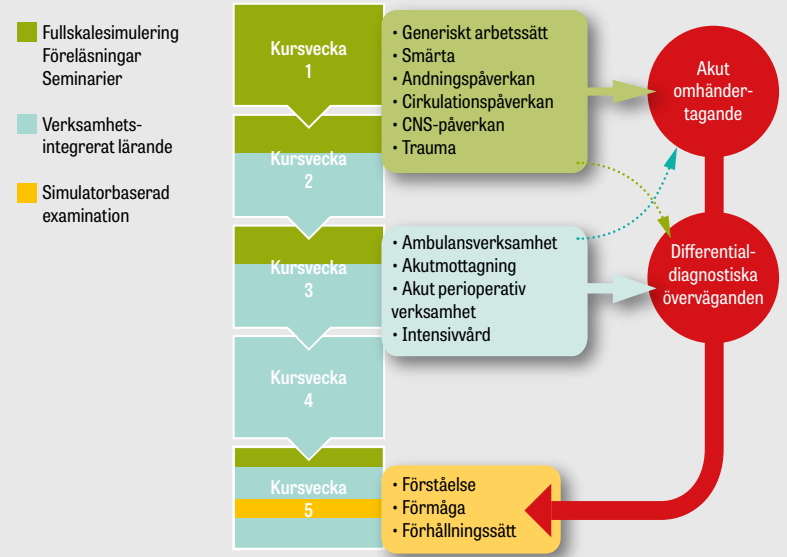 Fullskalesimulering
Föreläsningar
Seminarier
Verksamhets-
integrerat lärande
Simulatorbaserad
examination
Kursvecka
1
Kursvecka
2
Kursvecka
3
Kursvecka
4
Kursvecka
5
· Generiskt arbetssätt
· Smärta
· Andningspåverkan
· Cirkulationspåverkan
· CNS-påverkan
· Trauma
· Ambulansverksamhet
· Akutmottagning
· Akut perioperativ
verksamhet
· Intensivvård
· Förståelse
· Förmåga
· Förhållningssätt
Akut
omhänder-
tagande
Differential-
diagnostiska
överväganden